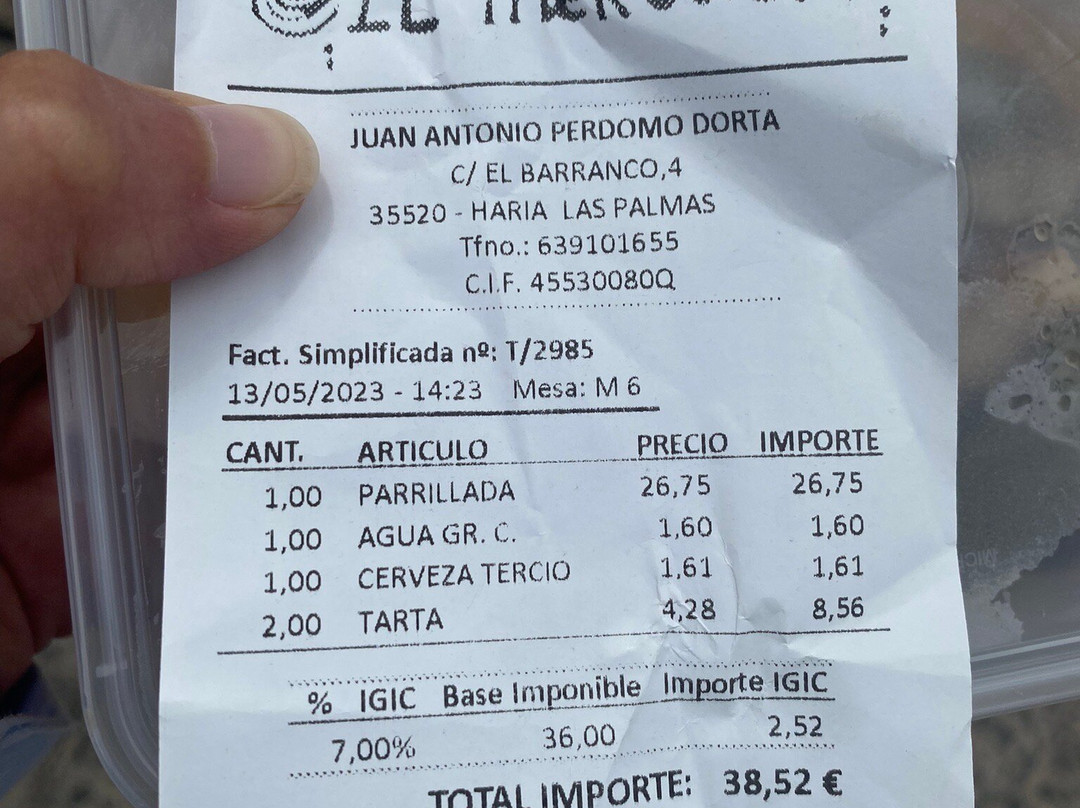 JUAN ANTONIO PERDOMO DORTA
C/ EL BARRANCO,4
35520 - HARIA LAS PALMAS
Tfno.: 639101655
C.I.F. 45530080Q
Fact. Simplificada nº: T/2985
13/05/2023 - 14:23 Mesa: M 6
CANT. ARTICULO PRECIO IMPORTE
1,00 PARRILLADA 26,75 26,75
1,00 AGUA GR. C. 1,60 1,60
1,00 CERVEZA TERCIO 1,61 1,61
2,00 TARTA 4,28 8,56
% IGIC Base Imponible Importe IGIC
7,00% 36,00 2,52
TOTAL IMPORTE: 38,52 €